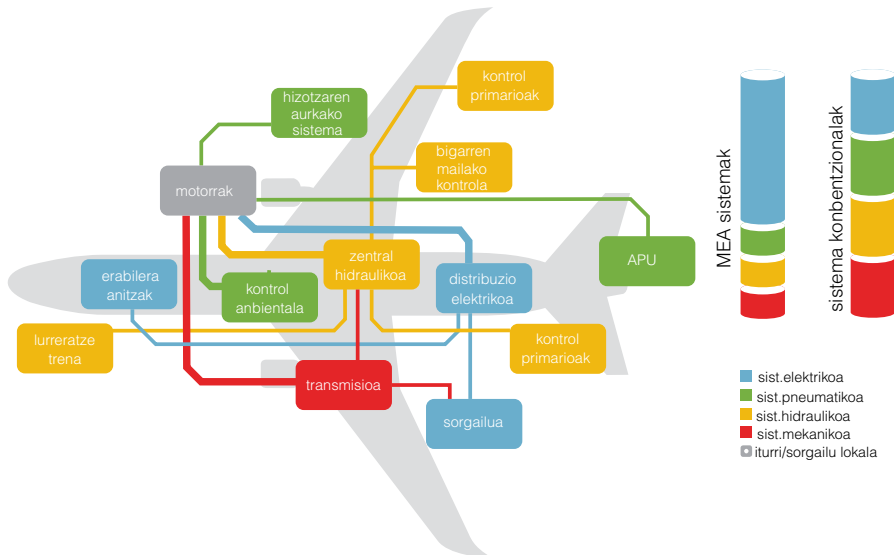 hizotzaren
aurkako
sistema
kontrol
primarioak
bigarren
mailako
kontrola
motorrak
erabilera
anitzak
kontrol
anbientala
zentral
hidraulikoa
distribuzio
elektrikoa
APU
lurreratze
trena
kontrol
primarioak
transmisioa
sorgailua
MEA sistemak
sistema konbentzionalak
sist.elektrikoa
sist.pneumatikoa
sist.hidraulikoa
sist.mekanikoa
iturri/sorgailu lokala